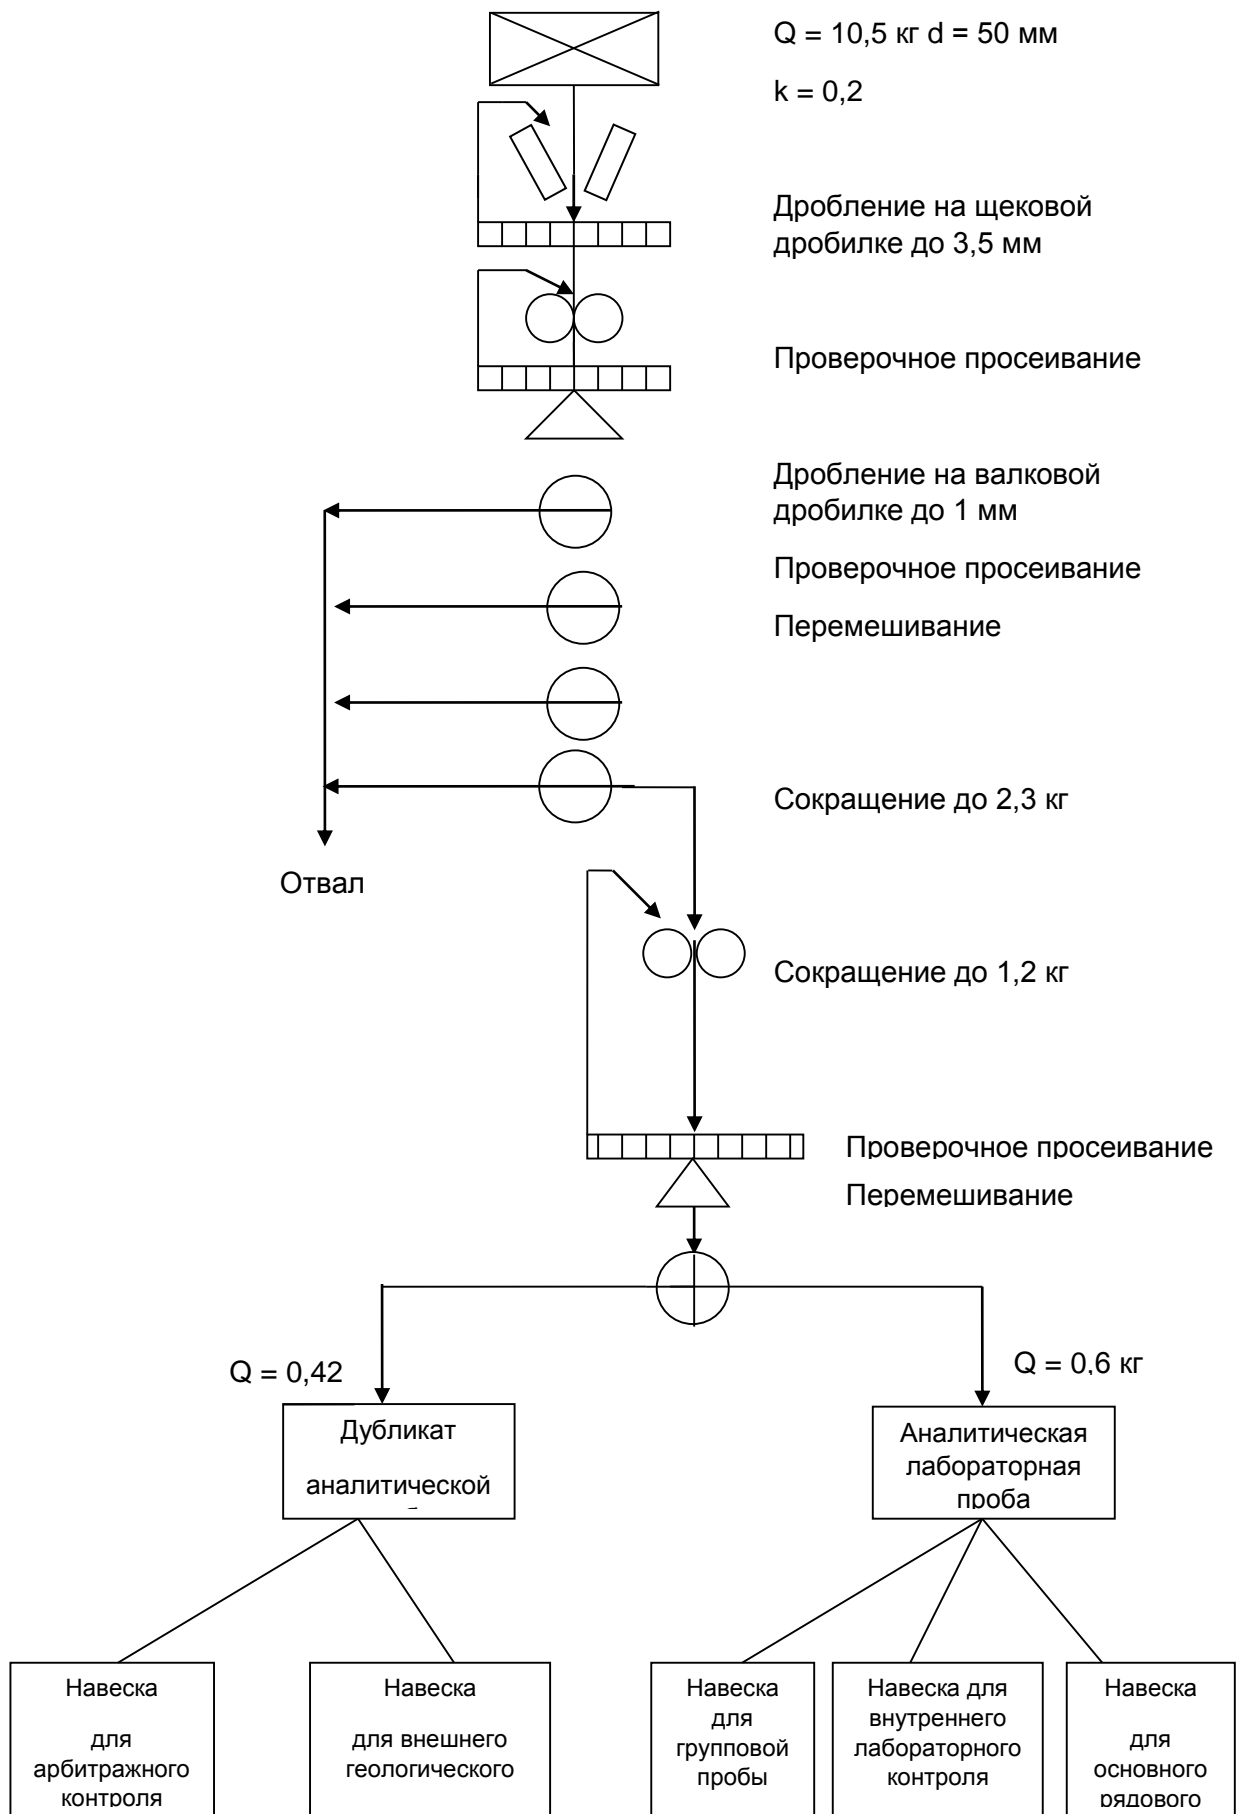 Q = 10,5 кг d = 50 мм
k = 0,2
Дробление на щековой
дробилке до 3,5 мм
Проверочное просеивание
Дробление на валковой
дробилке до 1 мм
Проверочное просеивание
Перемешивание
Сокращение до 2,3 кг
Отвал
Сокращение до 1,2 кг
Проверочное просеивание
Перемешивание
Q = 0,42
Q = 0,6 кг
Дубликат
аналитической
Аналитическая
лабораторная
проба
Навеска
для
арбитражного
контроля
Навеска
для внешнего
геологического
Навеска
для
групповой
пробы
Навеска для
внутреннего
лабораторного
контроля
Навеска
для
основного
рядового